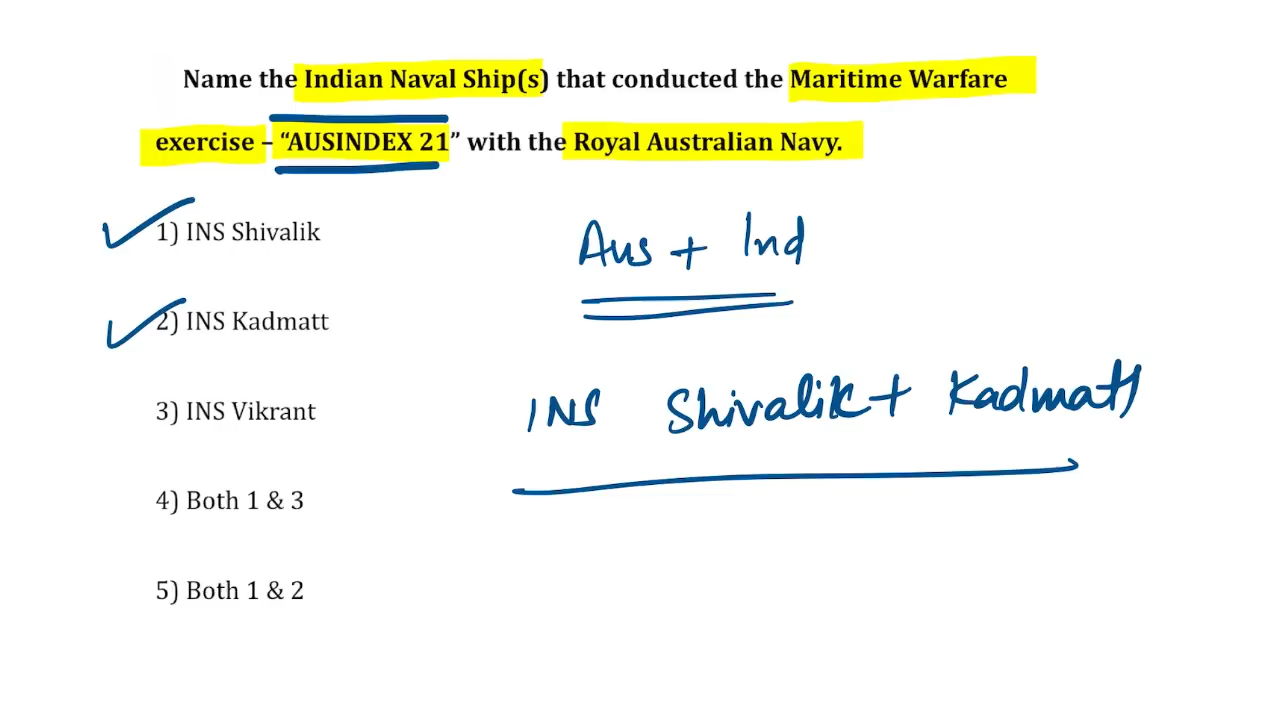 Name the Indian Naval Ship(s) that conducted the Maritime Warfare
exercise – “AUSINDEX 21” with the Royal Australian Navy.
1) INS Shivalik
Aus + Ind
2) INS Kadmatt
INS Shivalik + Kadmatt
3) INS Vikrant
4) Both 1 & 3
5) Both 1 & 2